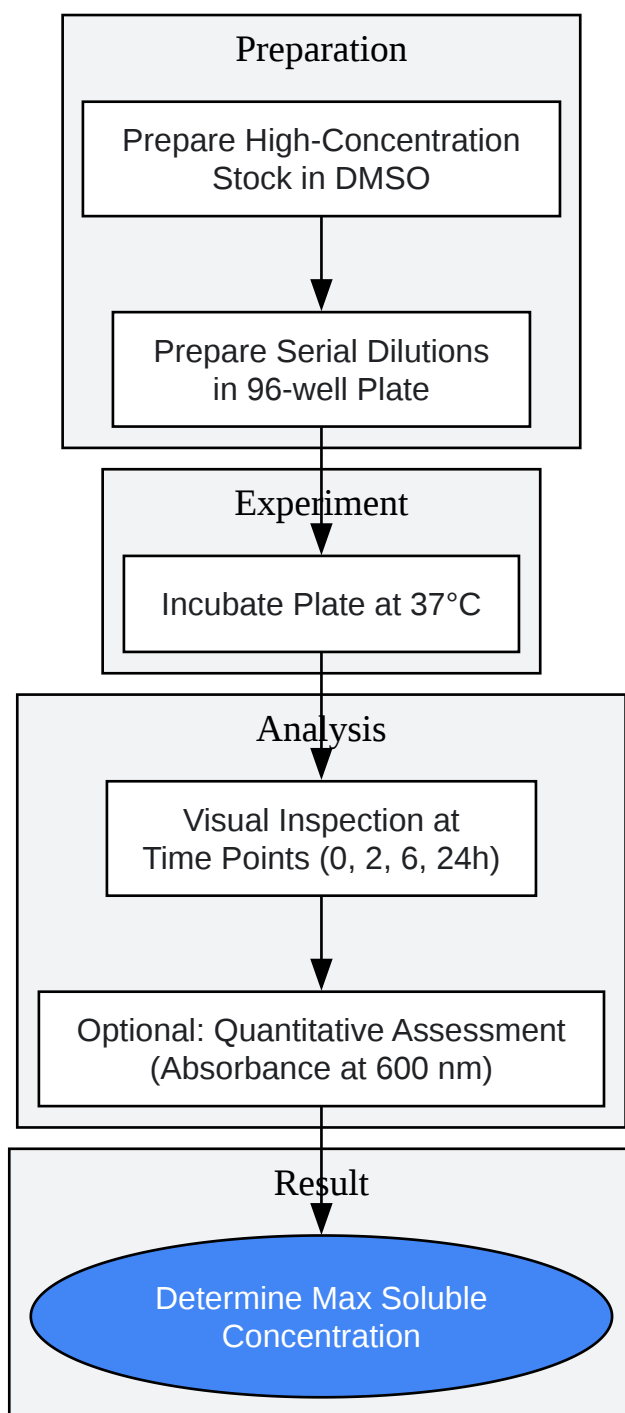 Preparation
Prepare High-Concentration
Stock in DMSO
Prepare Serial Dilutions
in 96-well Plate
Experiment
Incubate Plate at 37°C
Analysis
Visual Inspection at
Time Points (0, 2, 6, 24h)
Optional: Quantitative Assessment
(Absorbance at 600 nm)
Result
Determine Max Soluble
Concentration